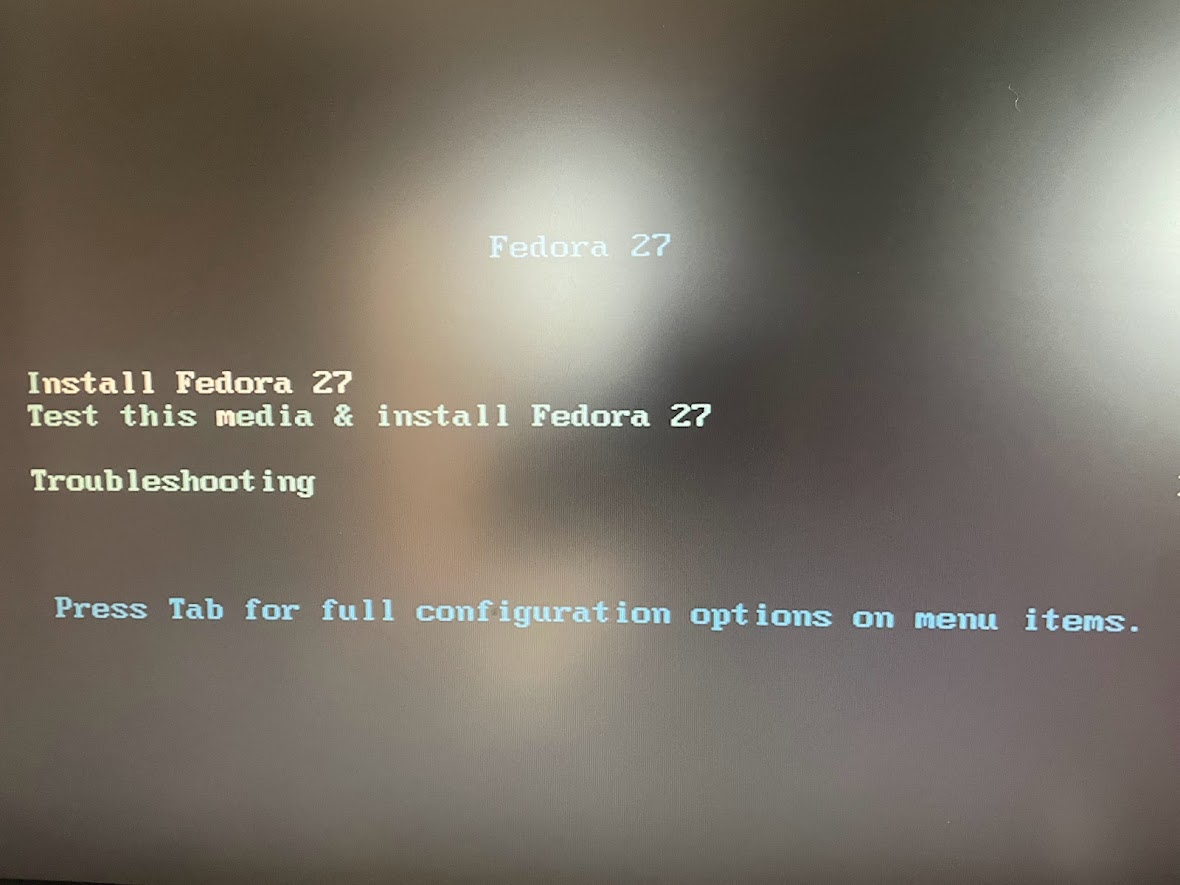 Fedora 27
Install Fedora 27
Test this media & install Fedora 27
Troubleshooting
Press Tab for full configuration options on menu items.